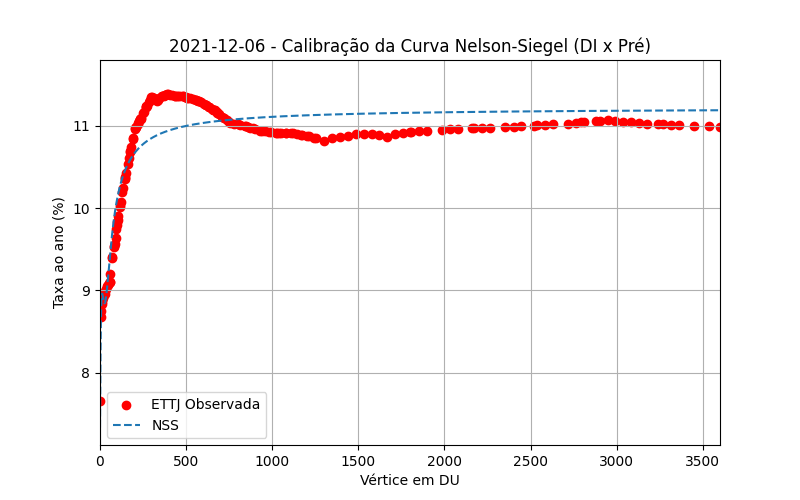 2021-12-06 - Calibração da Curva Nelson-Siegel (DI x Pré)
Taxa ao ano (%)
11
10
9
8
ETTJ Observada
NSS
0 500 1000 1500 2000 2500 3000 3500
Vértice em DU